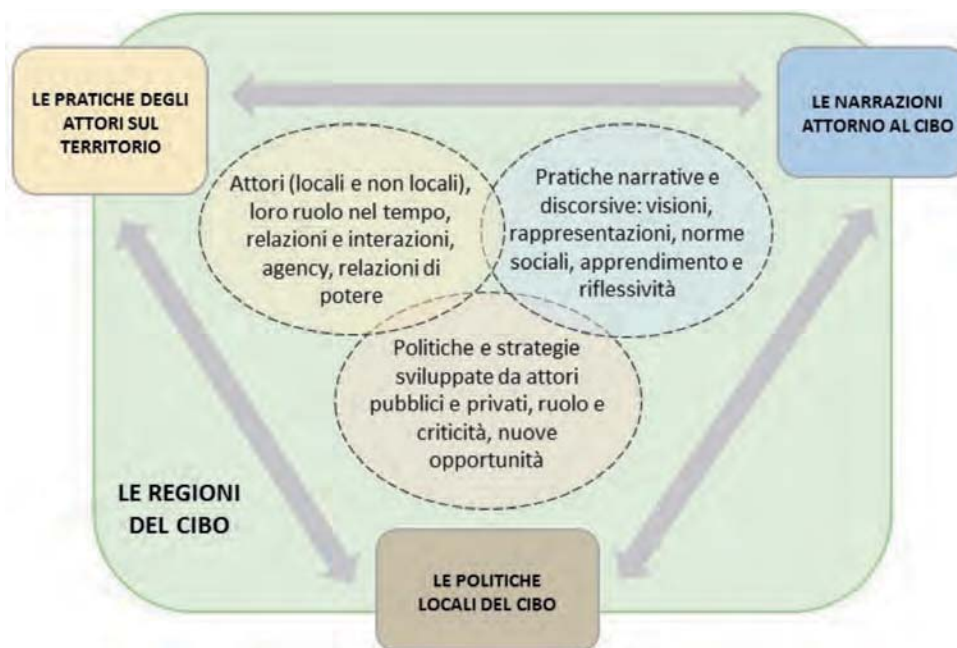 LE PRATICHE DEGLI
ATTORI SUL
TERRITORIO
LE NARRAZIONI
ATTORNO AL CIBO
Attori (locali e non locali),
loro ruolo nel tempo,
relazioni e interazioni,
agency, relazioni di
potere
Pratiche narrative e
discorsive: visioni,
rappresentazioni, norme
sociali, apprendimento e
riflessività
Politiche e strategie
sviluppate da attori
pubblici e privati, ruolo e
criticità, nuove
opportunità
LE REGIONI
DEL CIBO
LE POLITICHE
LOCALI DEL CIBO